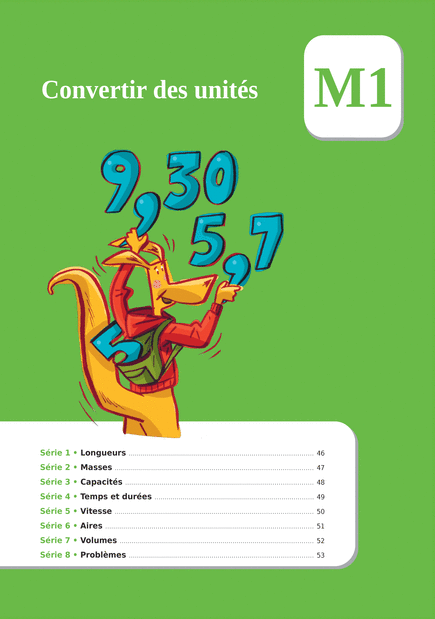 Convertir des unités
M1
9,30
5,7
5
Série 1 • Longueurs ........ 46
Série 2 • Masses ........ 47
Série 3 • Capacités ........ 48
Série 4 • Temps et durées ........ 49
Série 5 • Vitesse ........ 50
Série 6 • Aires ........ 51
Série 7 • Volumes ........ 52
Série 8 • Problèmes ........ 53